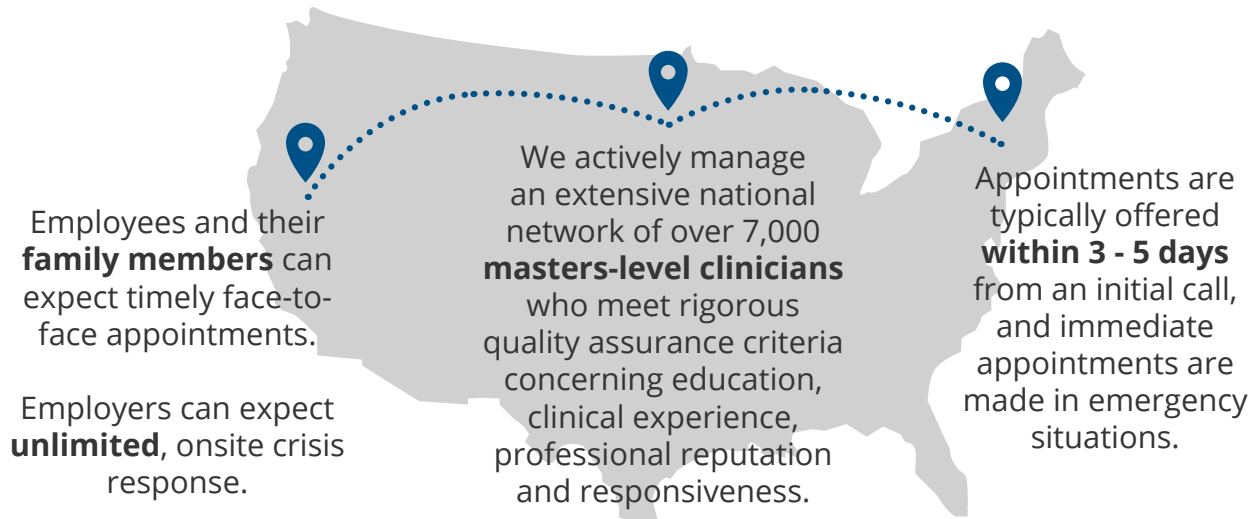 Employees and their
family members can
expect timely face-to-
face appointments.
Employers can expect
unlimited, onsite crisis
response.
We actively manage
an extensive national
network of over 7,000
masters-level clinicians
who meet rigorous
quality assurance criteria
concerning education,
clinical experience,
professional reputation
and responsiveness.
Appointments are
typically offered
within 3 - 5 days
from an initial call,
and immediate
appointments are
made in emergency
situations.